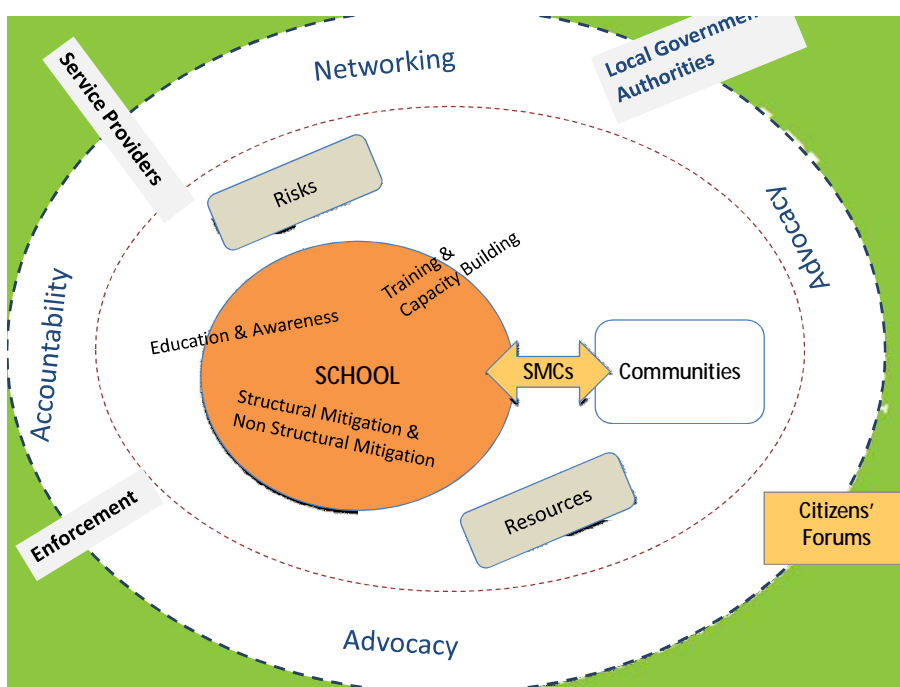 Networking
Local Government
Authorities
Service Providers
Risks
Advocacy
Training &
Capacity Building
Education & Awareness
Accountability
SCHOOL
SMCs
Communities
Structural Mitigation &
Non Structural Mitigation
Resources
Enforcement
Citizens’
Forums
Advocacy